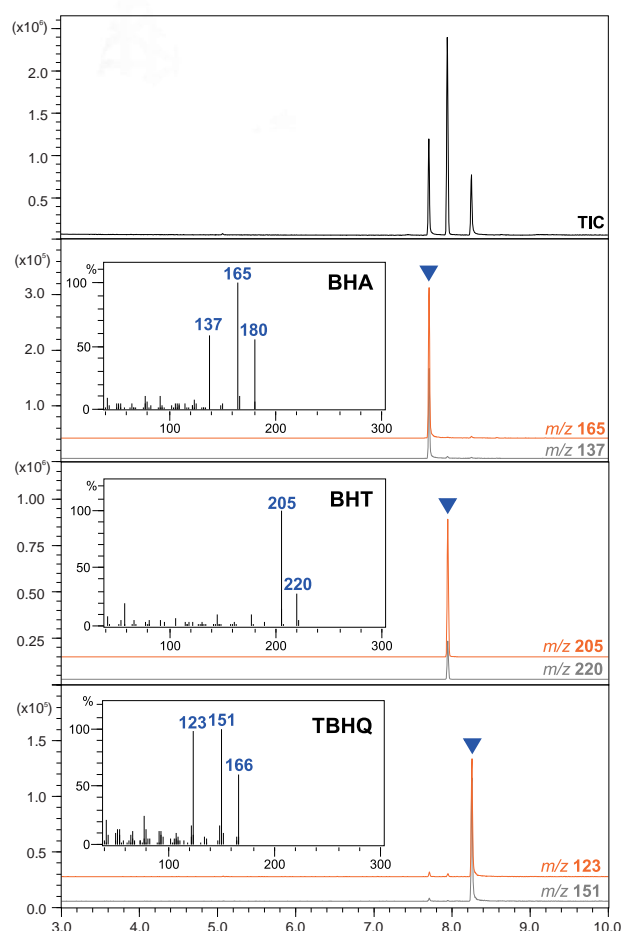 (x10⁶)
2.0
1.5
1.0
0.5
TIC
(x10⁵)
3.0
2.0
1.0
%
100
50
0
165
137
180
BHA
100 200 300
m/z 165
m/z 137
(x10⁶)
1.00
0.75
0.50
0.25
%
100
50
0
205
220
BHT
100 200 300
m/z 205
m/z 220
(x10⁵)
1.5
1.0
0.5
0.0
%
100
50
0
123 151
166
TBHQ
100 200 300
m/z 123
m/z 151
3.0 4.0 5.0 6.0 7.0 8.0 9.0 10.0